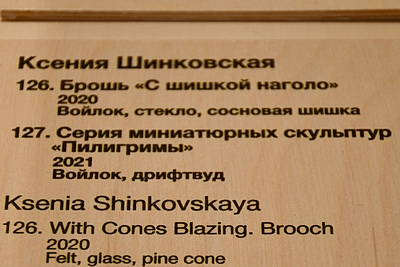 Ксения Шинковская
126. Брошь «С шишкой наголо»
2020
Войлок, стекло, сосновая шишка
127. Серия миниатюрных скульптур
«Пилигримы»
2021
Войлок, дрифтвуд
Ksenia Shinkovskaya
126. With Cones Blazing. Brooch
2020
Felt, glass, pine cone